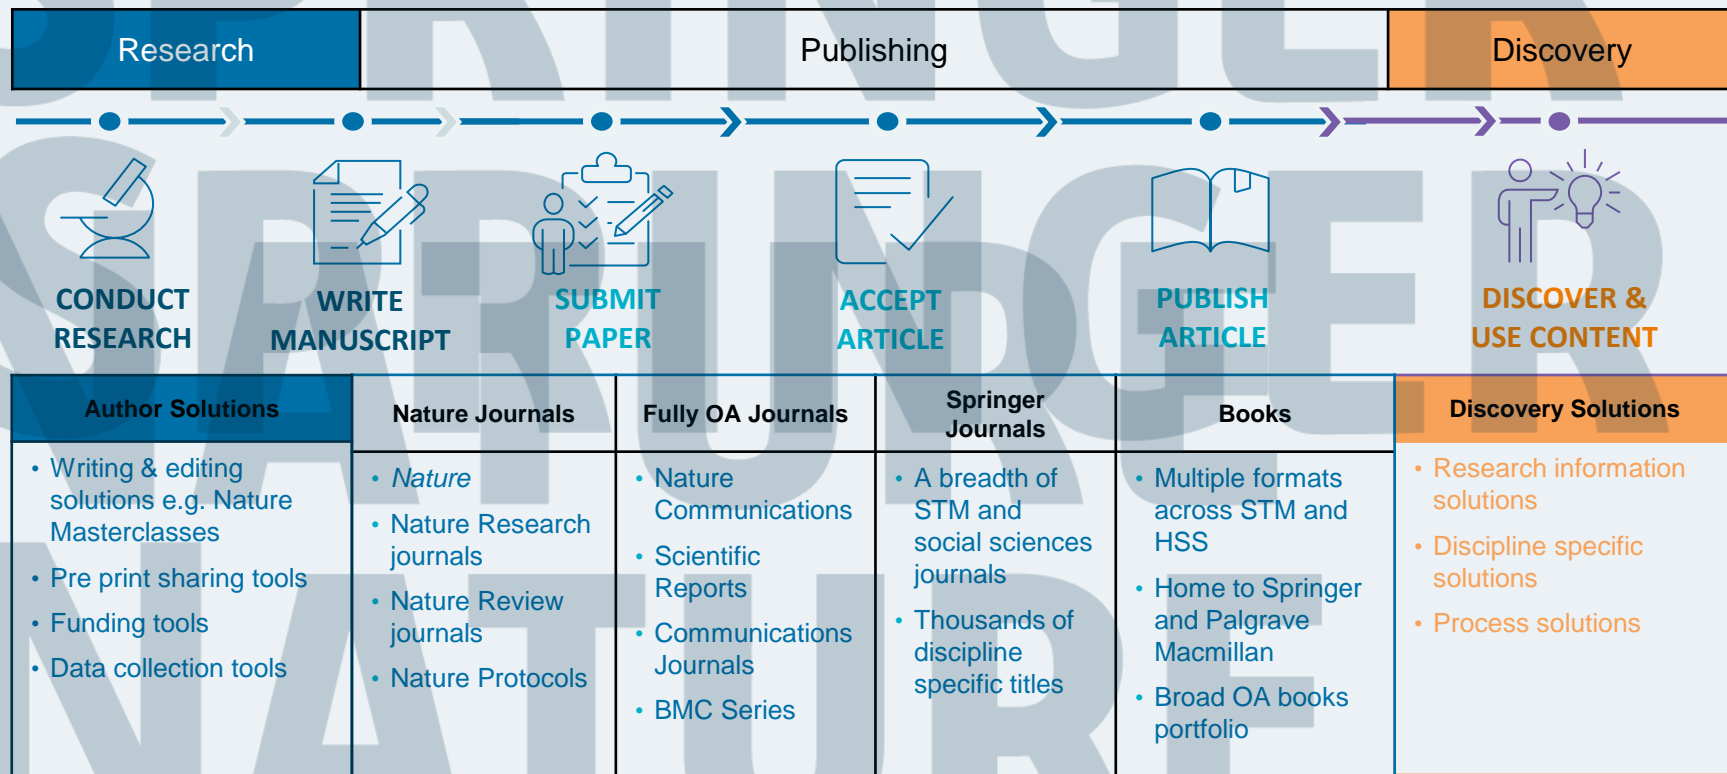 SPRINGER
SPRINGER
NATURE
NATURE
Research
Publishing
Discovery
CONDUCT
RESEARCH
WRITE
MANUSCRIPT
SUBMIT
PAPER
ACCEPT
ARTICLE
PUBLISH
ARTICLE
DISCOVER &
USE CONTENT
Author Solutions
• Writing & editing
solutions e.g. Nature
Masterclasses
• Pre print sharing tools
• Funding tools
• Data collection tools
Nature Journals
• Nature
• Nature Research
journals
• Nature Review
journals
• Nature Protocols
Fully OA Journals
• Nature
Communications
• Scientific
Reports
• Communications
Journals
• BMC Series
Springer
Journals
• A breadth of
STM and
social sciences
journals
• Thousands of
discipline
specific titles
Books
• Multiple formats
across STM and
HSS
• Home to Springer
and Palgrave
Macmillan
• Broad OA books
portfolio
Discovery Solutions
• Research information
solutions
• Discipline specific
solutions
• Process solutions